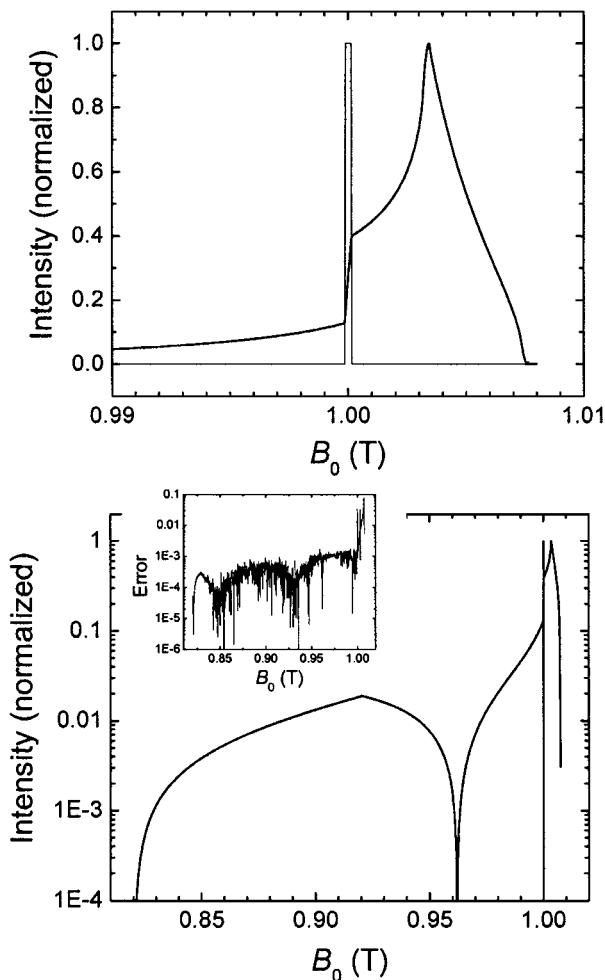 Intensity (normalized)
1.0
0.8
0.6
0.4
0.2
0.0
0.99
1.00
1.01
B0 (T)
Intensity (normalized)
1
0.1
0.01
1E-3
1E-4
0.85
0.90
0.95
1.00
B0 (T)
Error
0.1
0.01
1E-3
1E-4
1E-5
1E-6
0.85
0.90
0.95
1.00
B0 (T)